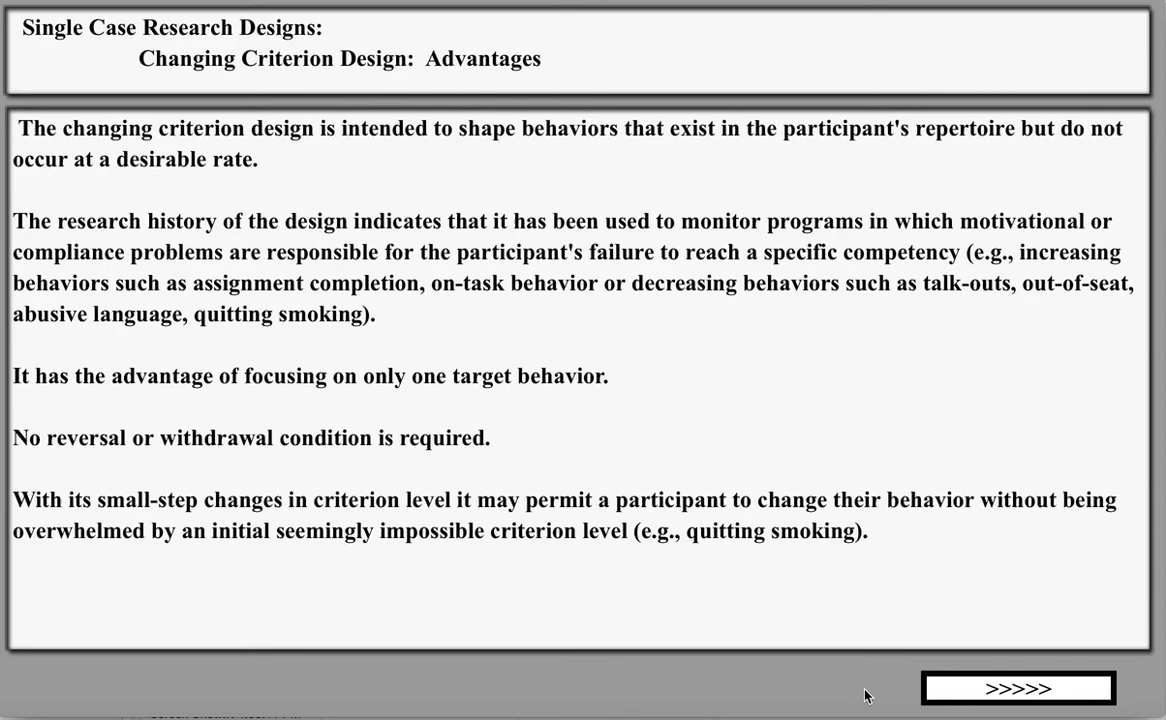 Single Case Research Designs:
Changing Criterion Design: Advantages
The changing criterion design is intended to shape behaviors that exist in the participant's repertoire but do not
occur at a desirable rate.
The research history of the design indicates that it has been used to monitor programs in which motivational or
compliance problems are responsible for the participant's failure to reach a specific competency (e.g., increasing
behaviors such as assignment completion, on-task behavior or decreasing behaviors such as talk-outs, out-of-seat,
abusive language, quitting smoking).
It has the advantage of focusing on only one target behavior.
No reversal or withdrawal condition is required.
With its small-step changes in criterion level it may permit a participant to change their behavior without being
overwhelmed by an initial seemingly impossible criterion level (e.g., quitting smoking).
>>>>>